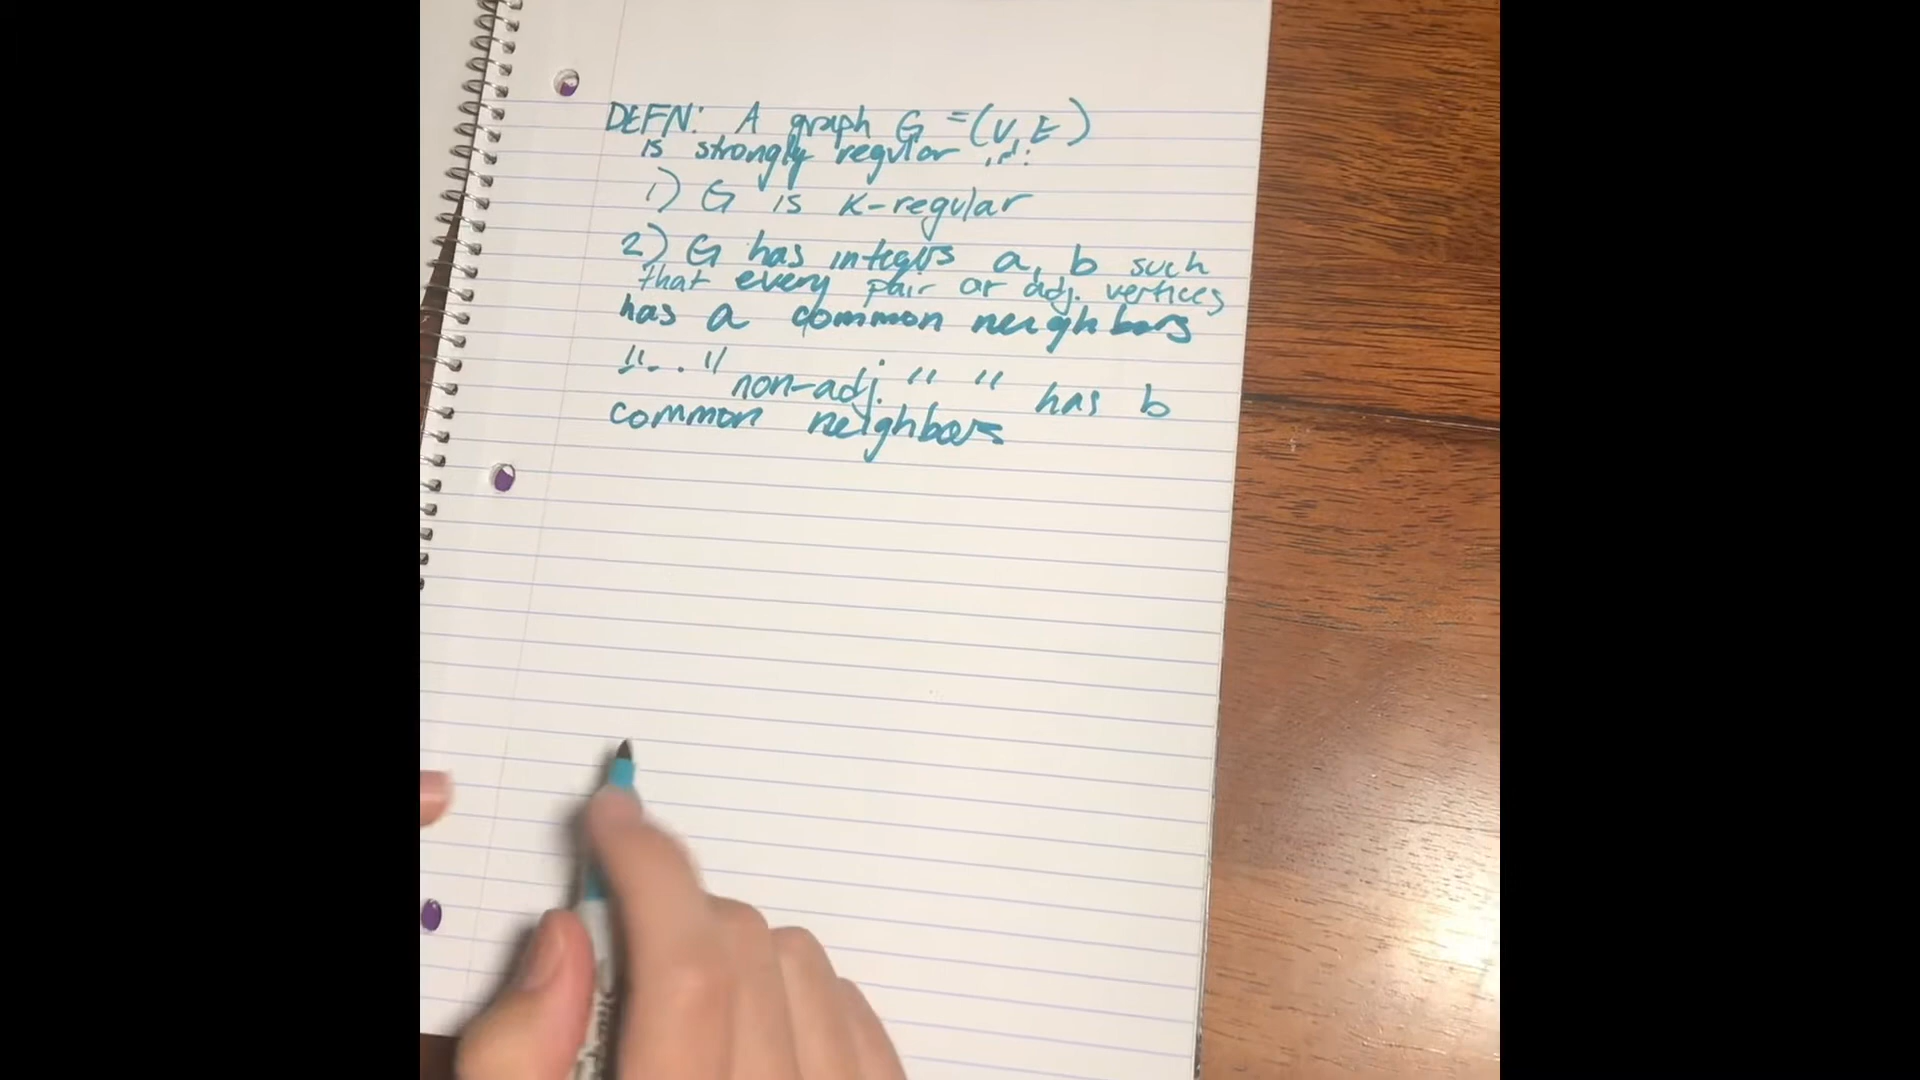 DEFN: A graph G = (V, E)
is strongly regular if:
1) G is K-regular
2) G has integers a, b such
that every pair of adj. vertices
has a common neighbors
"..." non-adj. " " has b
common neighbors